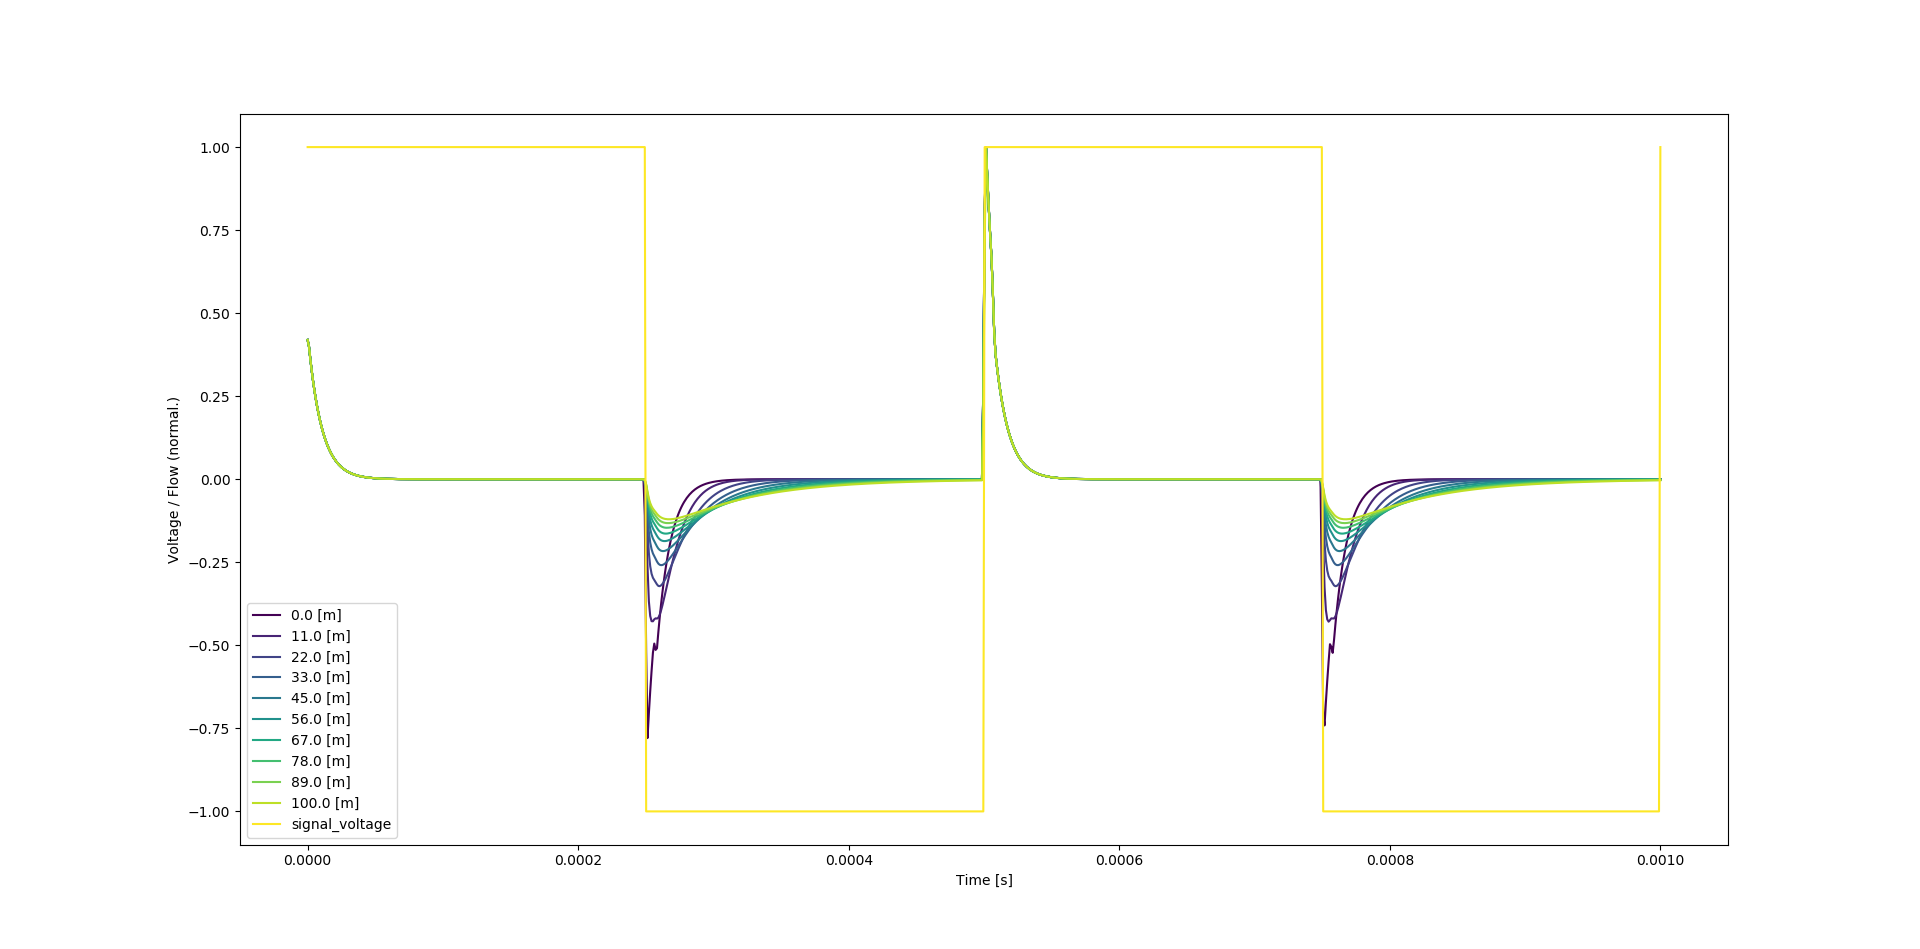 1.00
0.75
0.50
0.25
0.00
−0.25
−0.50
−0.75
−1.00
Voltage / Flow (normal.)
0.0 [m]
11.0 [m]
22.0 [m]
33.0 [m]
45.0 [m]
56.0 [m]
67.0 [m]
78.0 [m]
89.0 [m]
100.0 [m]
signal_voltage
0.0000 0.0002 0.0004 0.0006 0.0008 0.0010
Time [s]